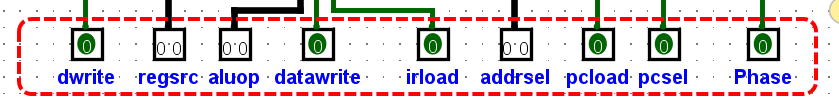 0 0 0 0 0 0 0 0 0 0 0 0
dwrite regsrc aluop datawrite irload addrsel pcload pcsel Phase